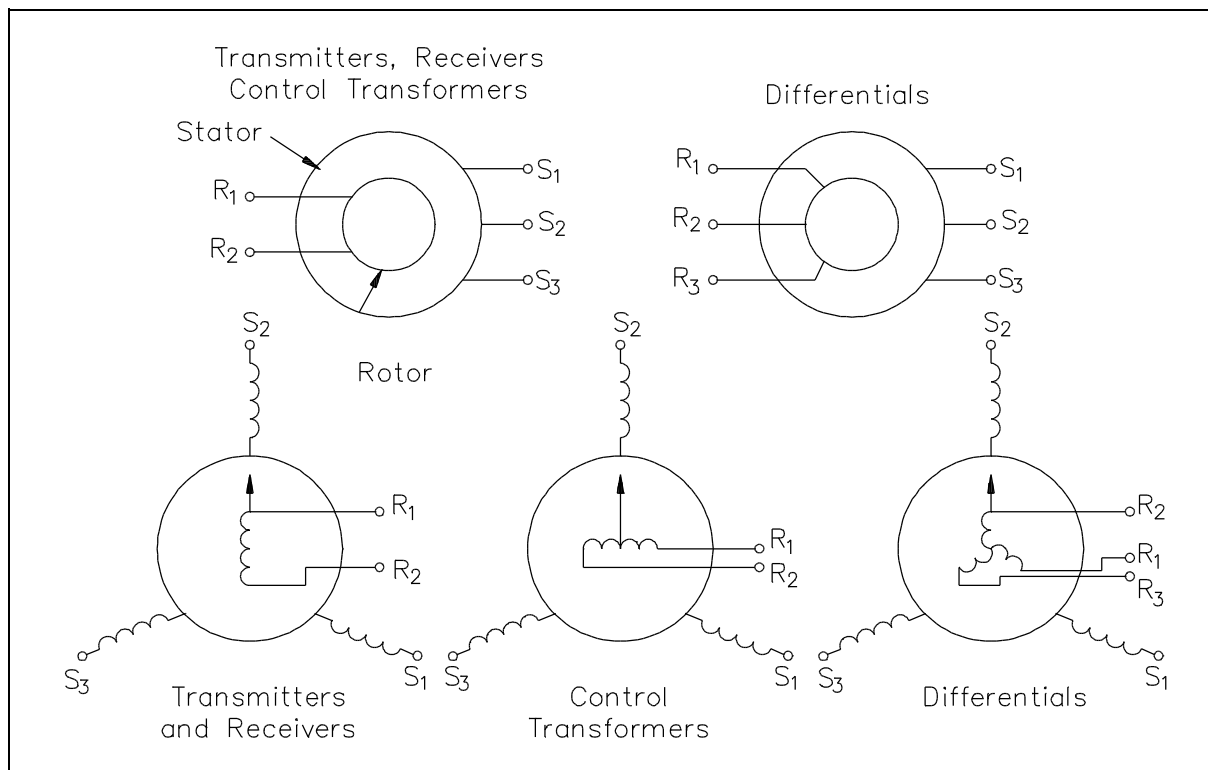 Transmitters, Receivers
Control Transformers
Stator
R1
R2
S1
S2
S3
Rotor
Differentials
R1
R2
R3
S1
S2
S3
S2
R1
R2
S3
S1
Transmitters
and Receivers
S2
R1
R2
S3
S1
Control
Transformers
S2
R2
R1
R3
S3
S1
Differentials